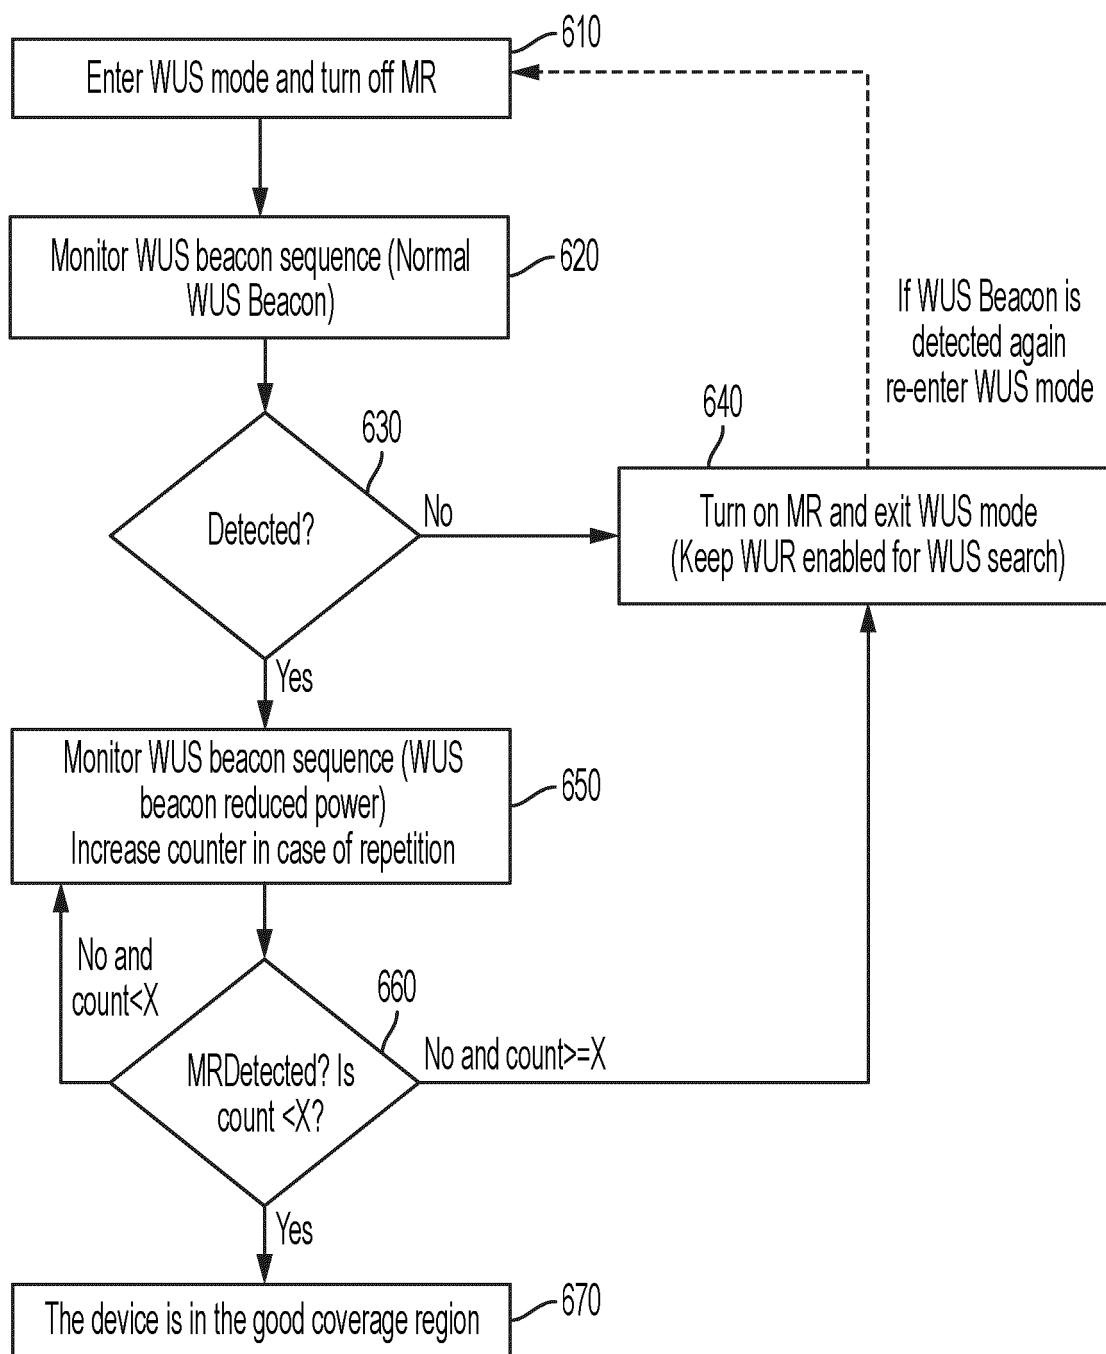 610
Enter WUS mode and turn off MR
Monitor WUS beacon sequence (Normal
WUS Beacon)
620
If WUS Beacon is
detected again
re-enter WUS mode
630
Detected?
No
640
Turn on MR and exit WUS mode
(Keep WUR enabled for WUS search)
Yes
Monitor WUS beacon sequence (WUS
beacon reduced power)
Increase counter in case of repetition
650
No and
count<X
660
MRDetected? Is
count <X?
No and count>=X
Yes
The device is in the good coverage region
670